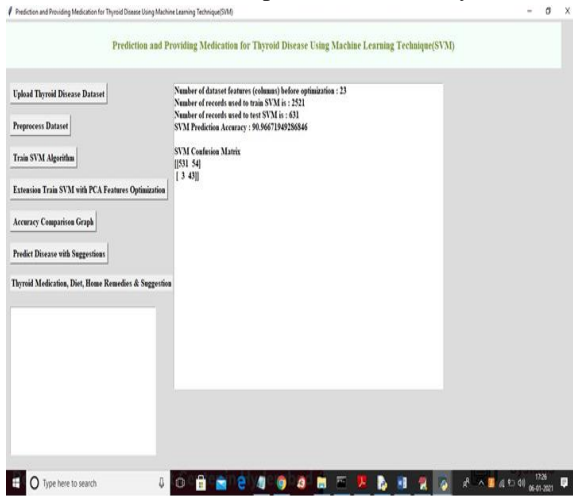 Prediction and Providing Medication for Thyroid Disease Using Machine Learning Technique(SVM)
Prediction and Providing Medication for Thyroid Disease Using Machine Learning Technique(SVM)
Upload Thyroid Disease Dataset
Preprocess Dataset
Train SVM Algorithm
Extension Train SVM with PCA Features Optimization
Accuracy Comparison Graph
Predict Disease with Suggestions
Thyroid Medication, Diet, Home Remedies & Suggestion
Number of dataset features (columns) before optimization : 23
Number of records used to train SVM is : 2521
Number of records used to test SVM is : 631
SVM Prediction Accuracy : 90.96671949286846
SVM Confusion Matrix
[[531 54]
[ 3 43]]
Type here to search
17:26
06-01-2021